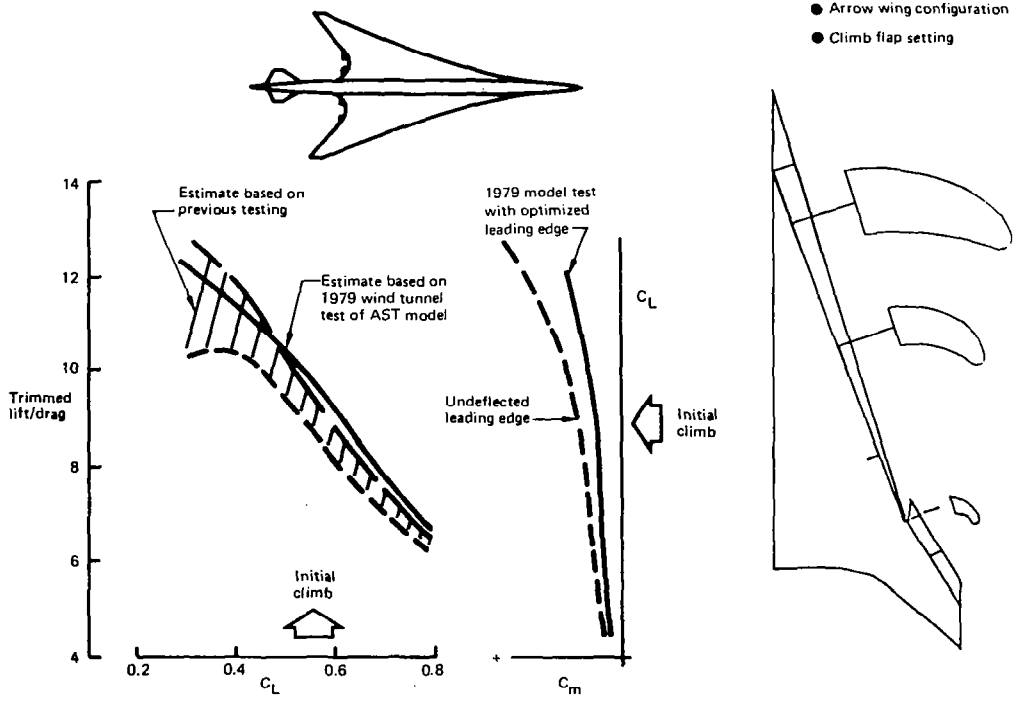 ● Arrow wing configuration
● Climb flap setting
14
12
10
8
6
4
Trimmed
lift/drag
Estimate based on
previous testing
Estimate based on
1979 wind tunnel
test of AST model
Initial
climb
0.2
0.4
0.6
0.8
C_L
1979 model test
with optimized
leading edge
C_L
Undeflected
leading edge
Initial
climb
+
C_m